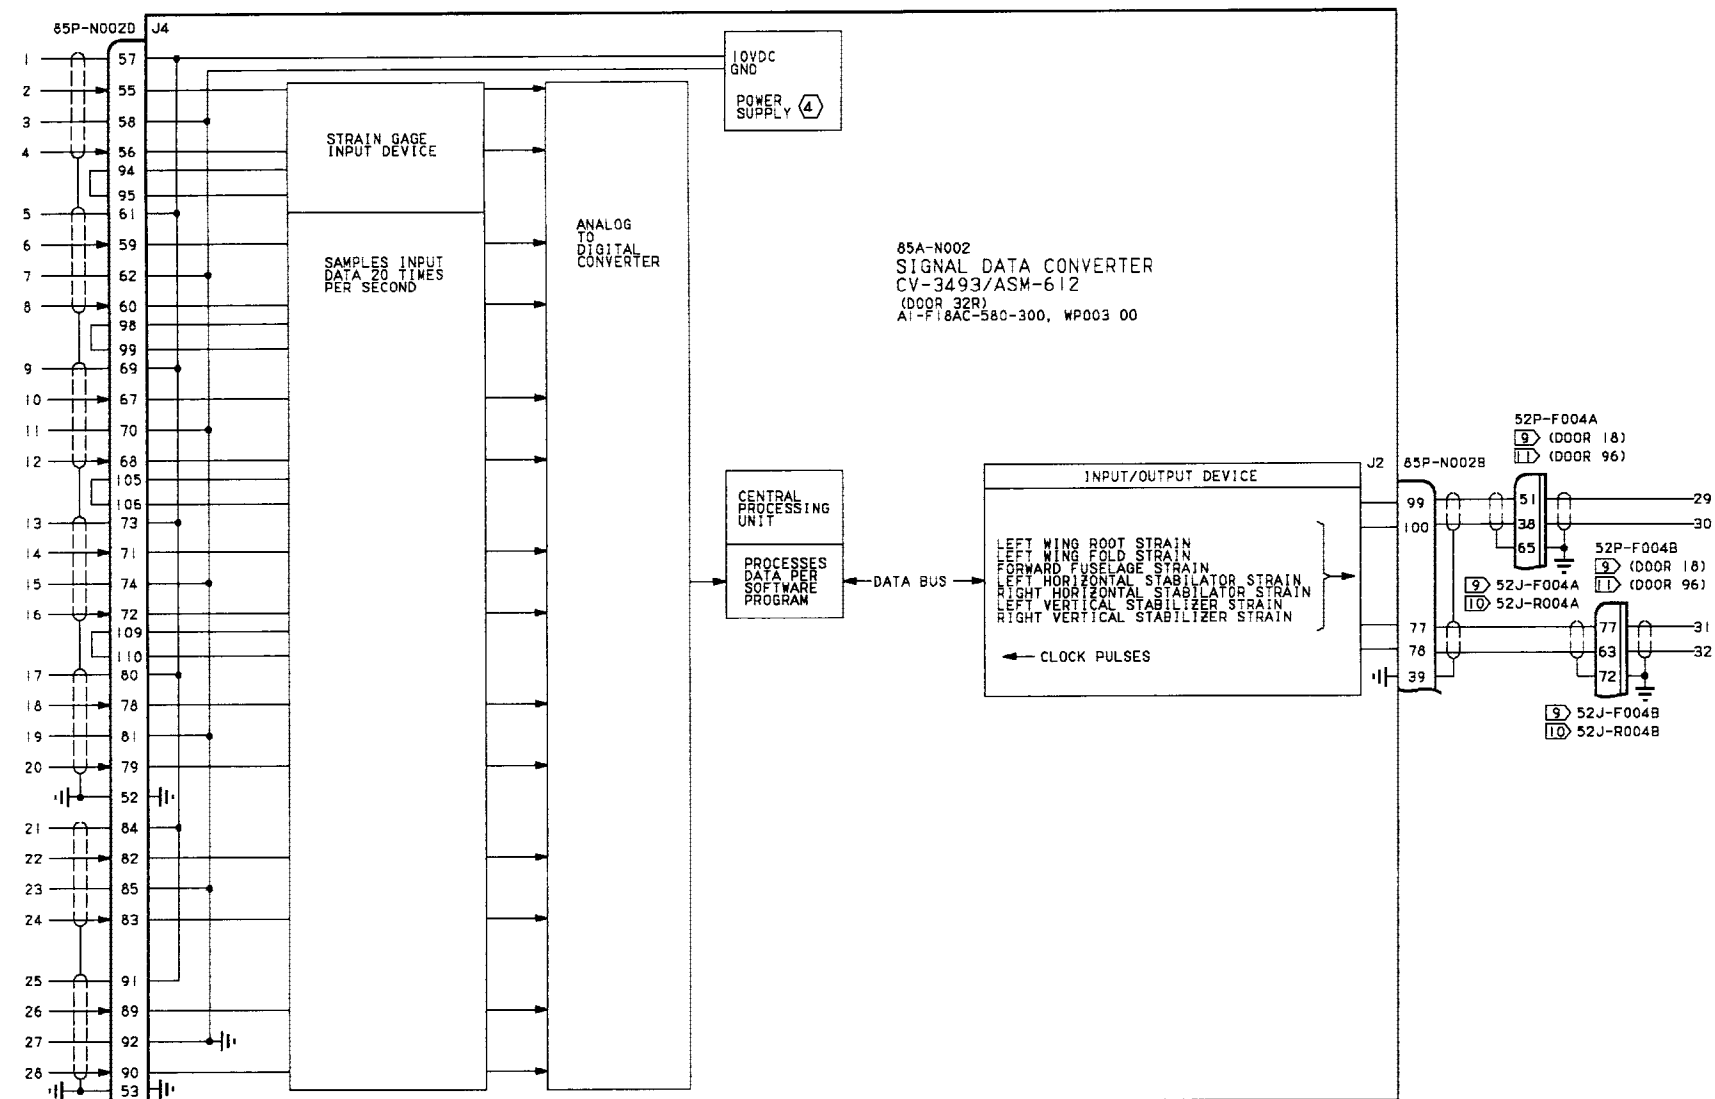 85P-N002D J4
1 57
2 55
3 58
4 56
94
95
5 61
6 59
7 62
8 60
98
99
9 69
10 67
11 70
12 68
105
106
13 73
14 71
15 74
16 72
109
110
17 80
18 78
19 81
20 79
52
21 84
22 82
23 85
24 83
25 91
26 89
27 92
28 90
53
STRAIN GAGE
INPUT DEVICE
SAMPLES INPUT
DATA 20 TIMES
PER SECOND
ANALOG
TO
DIGITAL
CONVERTER
10VDC
GND
POWER
SUPPLY 4
85A-N002
SIGNAL DATA CONVERTER
CV-3493/ASM-612
(DOOR 32R)
A1-F18AC-580-300, WP003 00
CENTRAL
PROCESSING
UNIT
PROCESSES
DATA PER
SOFTWARE
PROGRAM
DATA BUS
INPUT/OUTPUT DEVICE
LEFT WING ROOT STRAIN
LEFT WING FOLD STRAIN
FORWARD FUSELAGE STRAIN
LEFT HORIZONTAL STABILATOR STRAIN
RIGHT HORIZONTAL STABILATOR STRAIN
LEFT VERTICAL STABILIZER STRAIN
RIGHT VERTICAL STABILIZER STRAIN
CLOCK PULSES
J2 85P-N002B
99
100
77
78
39
52P-F004A
9 (DOOR 18)
11 (DOOR 96)
51 29
38 30
65
9 52J-F004A
10 52J-R004A
52P-F004B
9 (DOOR 18)
11 (DOOR 96)
77 31
63 32
72
9 52J-F004B
10 52J-R004B